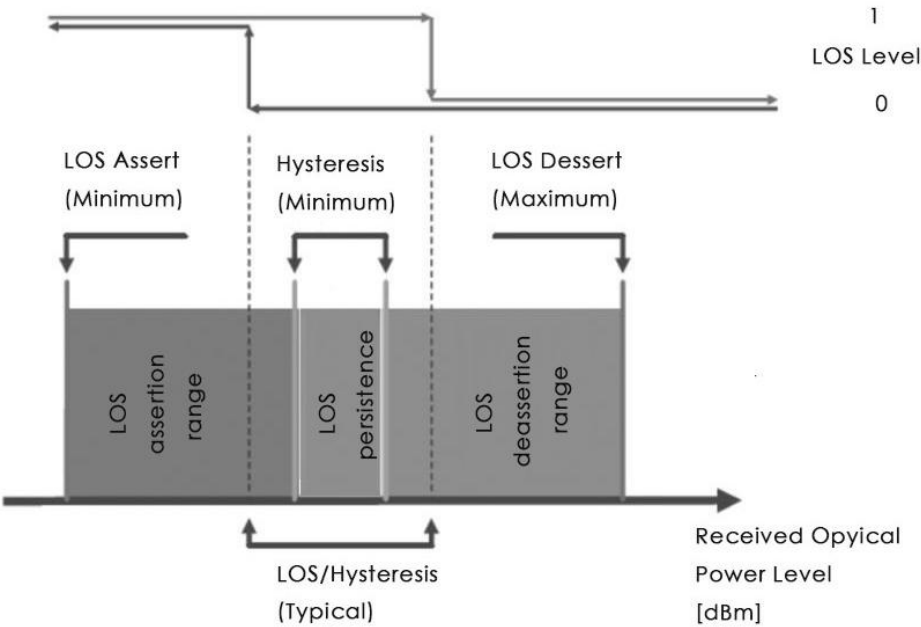 1
LOS Level
0
LOS Assert
(Minimum)
Hysteresis
(Minimum)
LOS Dessert
(Maximum)
LOS
assertion
range
LOS
persistence
LOS
deassertion
range
LOS/Hysteresis
(Typical)
Received Opyical
Power Level
[dBm]